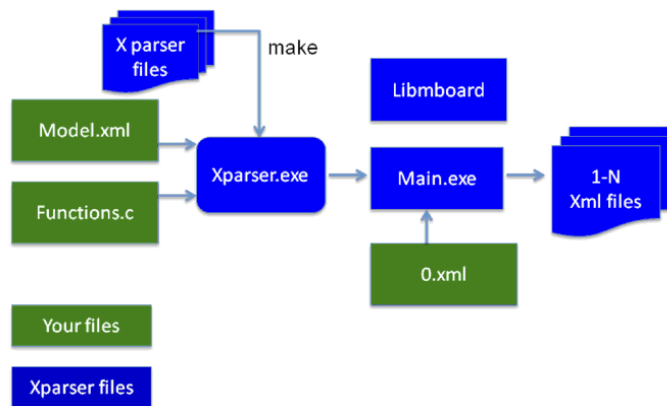 X parser
files
make
Libmboard
Model.xml
Xparser.exe
Main.exe
1-N
Xml files
Functions.c
0.xml
Your files
Xparser files